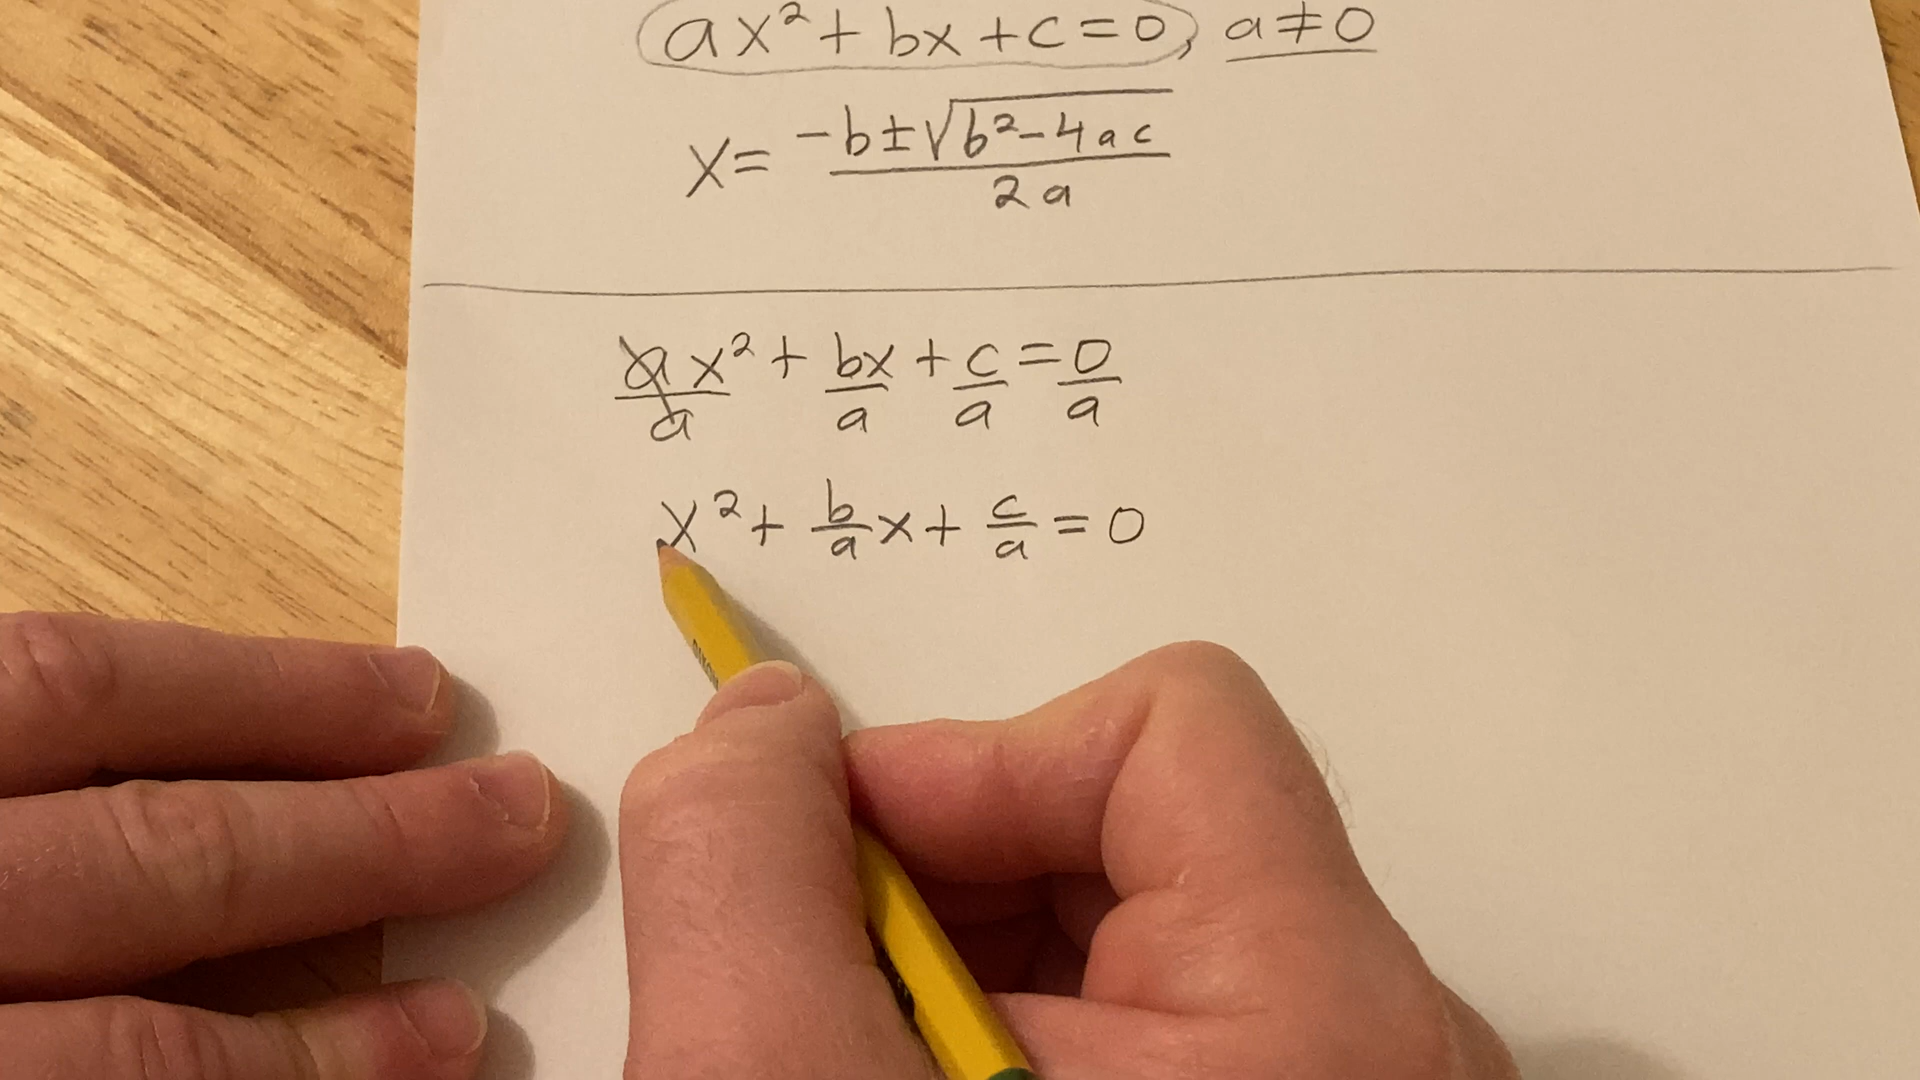 ax² + bx + c = 0, a ≠ 0
x = (-b ± √(b² - 4ac)) / 2a
ax²/a + bx/a + c/a = 0/a
x² + b/a x + c/a = 0